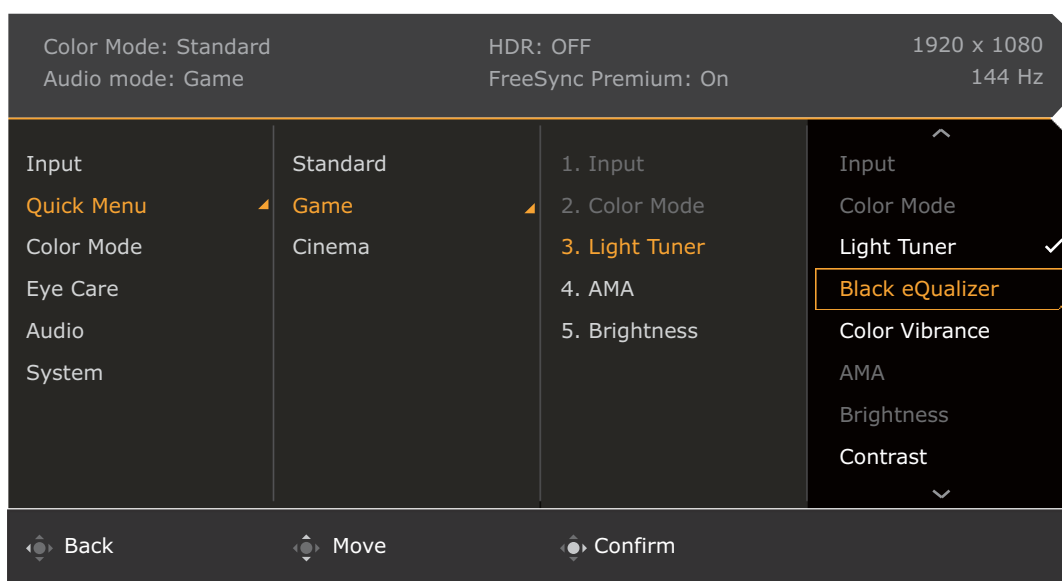 Color Mode: Standard
Audio mode: Game
HDR: OFF
FreeSync Premium: On
1920 x 1080
144 Hz
Input
Quick Menu
Color Mode
Eye Care
Audio
System
Standard
Game
Cinema
1. Input
2. Color Mode
3. Light Tuner
4. AMA
5. Brightness
Input
Color Mode
Light Tuner
Black eQualizer
Color Vibrance
AMA
Brightness
Contrast
Back
Move
Confirm